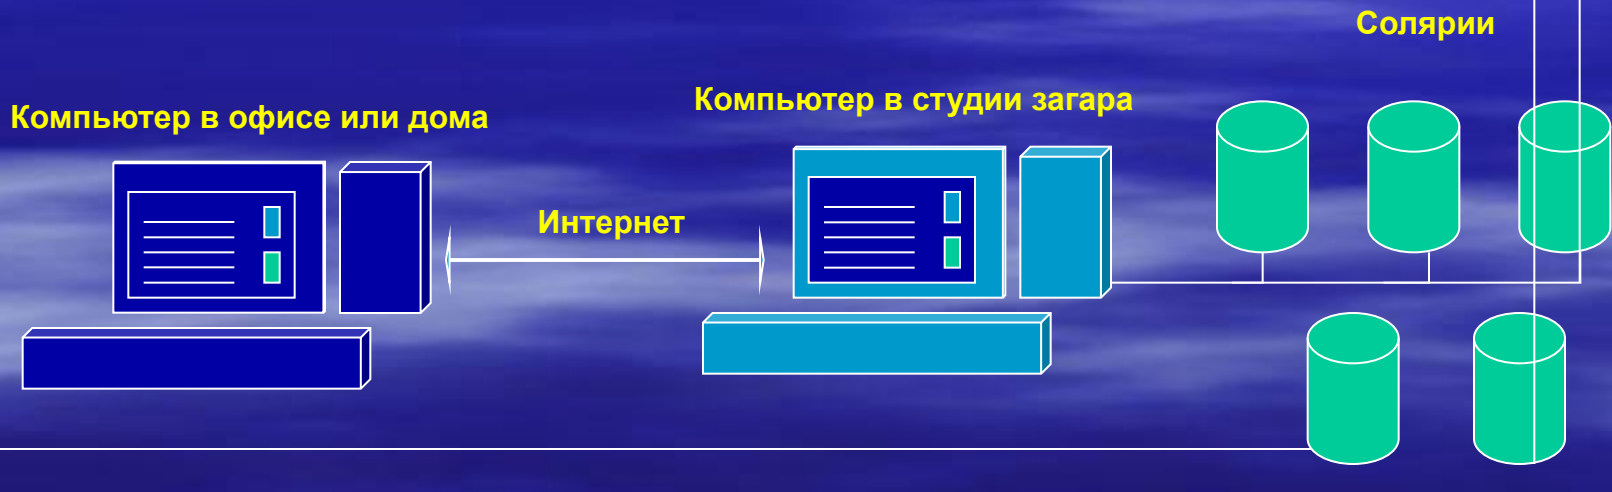 Солярии
Компьютер в студии загара
Компьютер в офисе или дома
Интернет